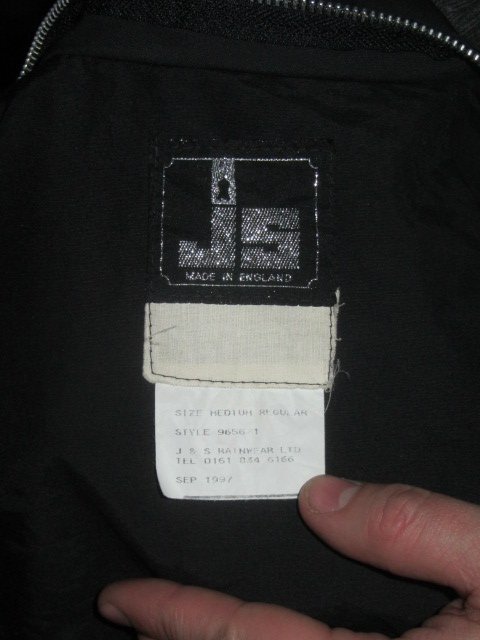 JS
MADE IN ENGLAND
SIZE MEDIUM REGULAR
STYLE 9656/1
J & S RAINWEAR LTD
TEL 0161 834 6166
SEP 1997